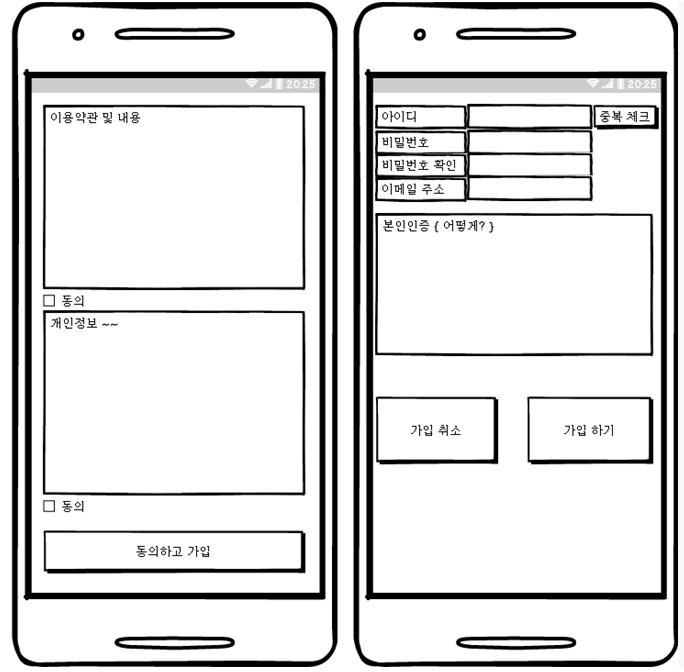 20:25
이용약관 및 내용
동의
개인정보 ~~
동의
동의하고 가입
20:25
아이디
중복 체크
비밀번호
비밀번호 확인
이메일 주소
본인인증 { 어떻게? }
가입 취소
가입 하기